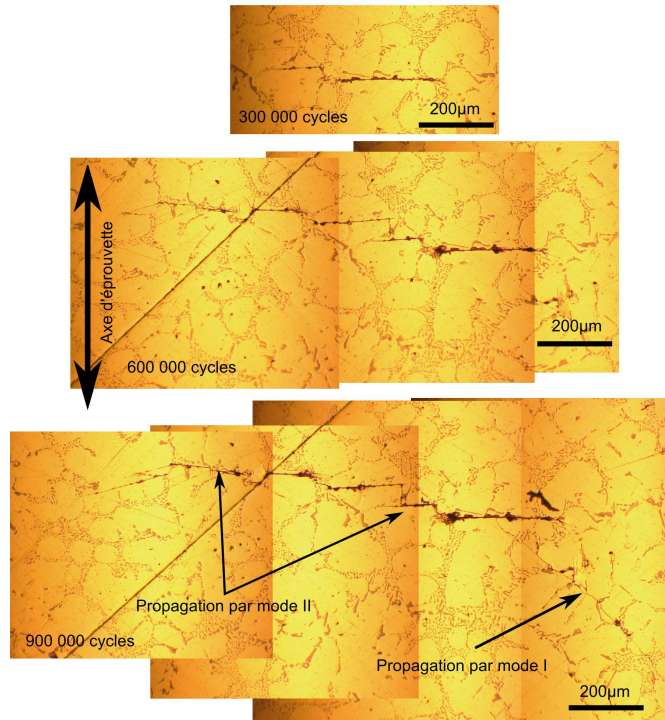 200µm
300 000 cycles
Axe d'éprouvette
200µm
600 000 cycles
Propagation par mode II
900 000 cycles
Propagation par mode I
200µm